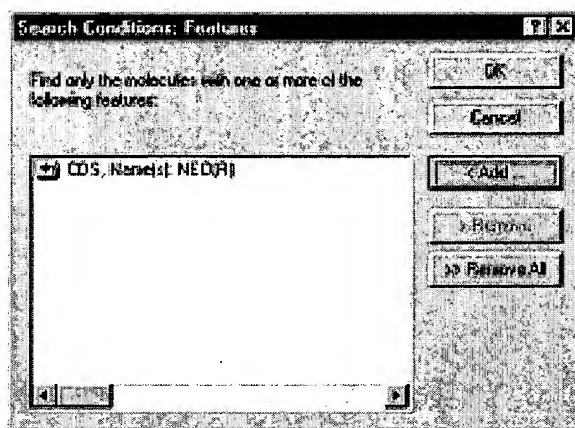 Search Conditions: Features
Find only the molecules with one or more of the
following features:
OK
Cancel
CDS, Name(s): NEO(R)
< Add ...
> Remove
>> Remove All